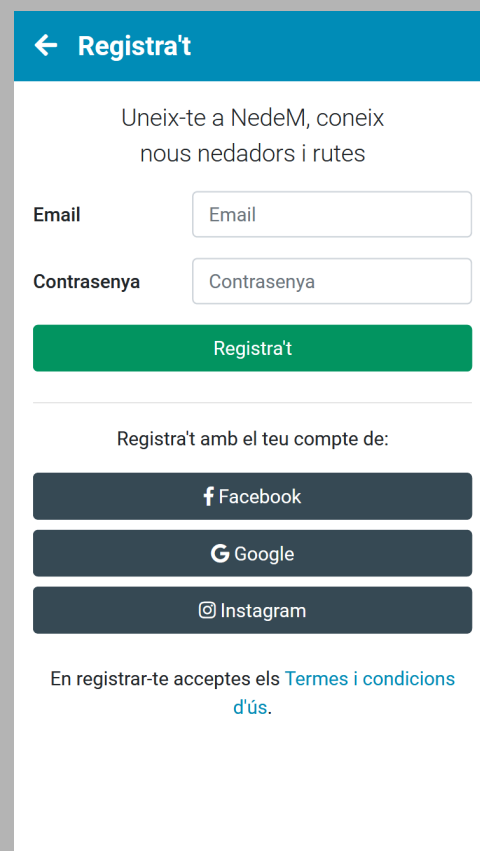 Registra't
Uneix-te a NedeM, coneix
nous nedadors i rutes
Email
Email
Contrasenya
Contrasenya
Registra't
Registra't amb el teu compte de:
Facebook
Google
Instagram
En registrar-te acceptes els Termes i condicions
d'ús.